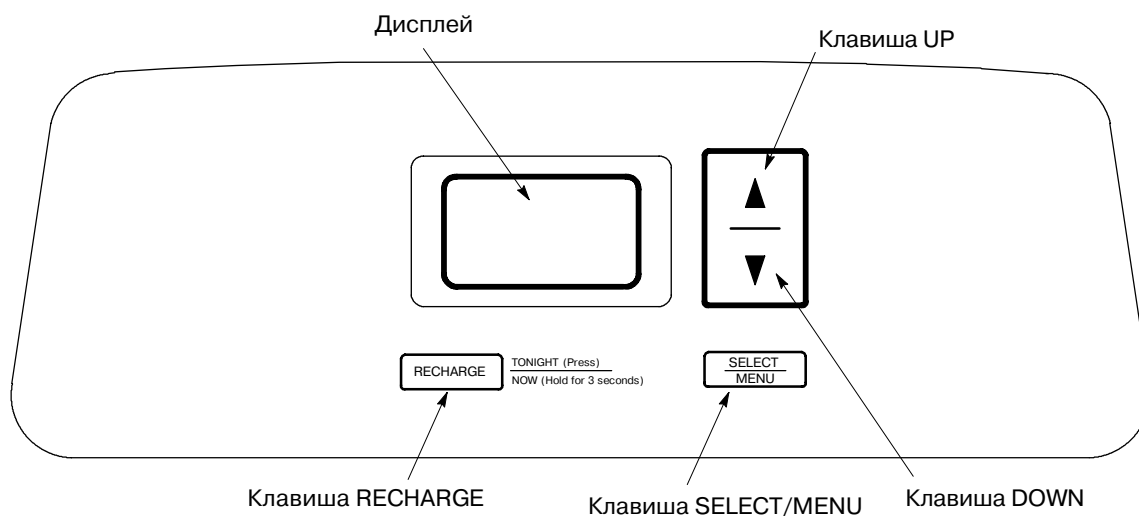 Дисплей
Клавиша UP
RECHARGE
TONIGHT (Press)
NOW (Hold for 3 seconds)
SELECT
MENU
Клавиша RECHARGE
Клавиша SELECT/MENU
Клавиша DOWN